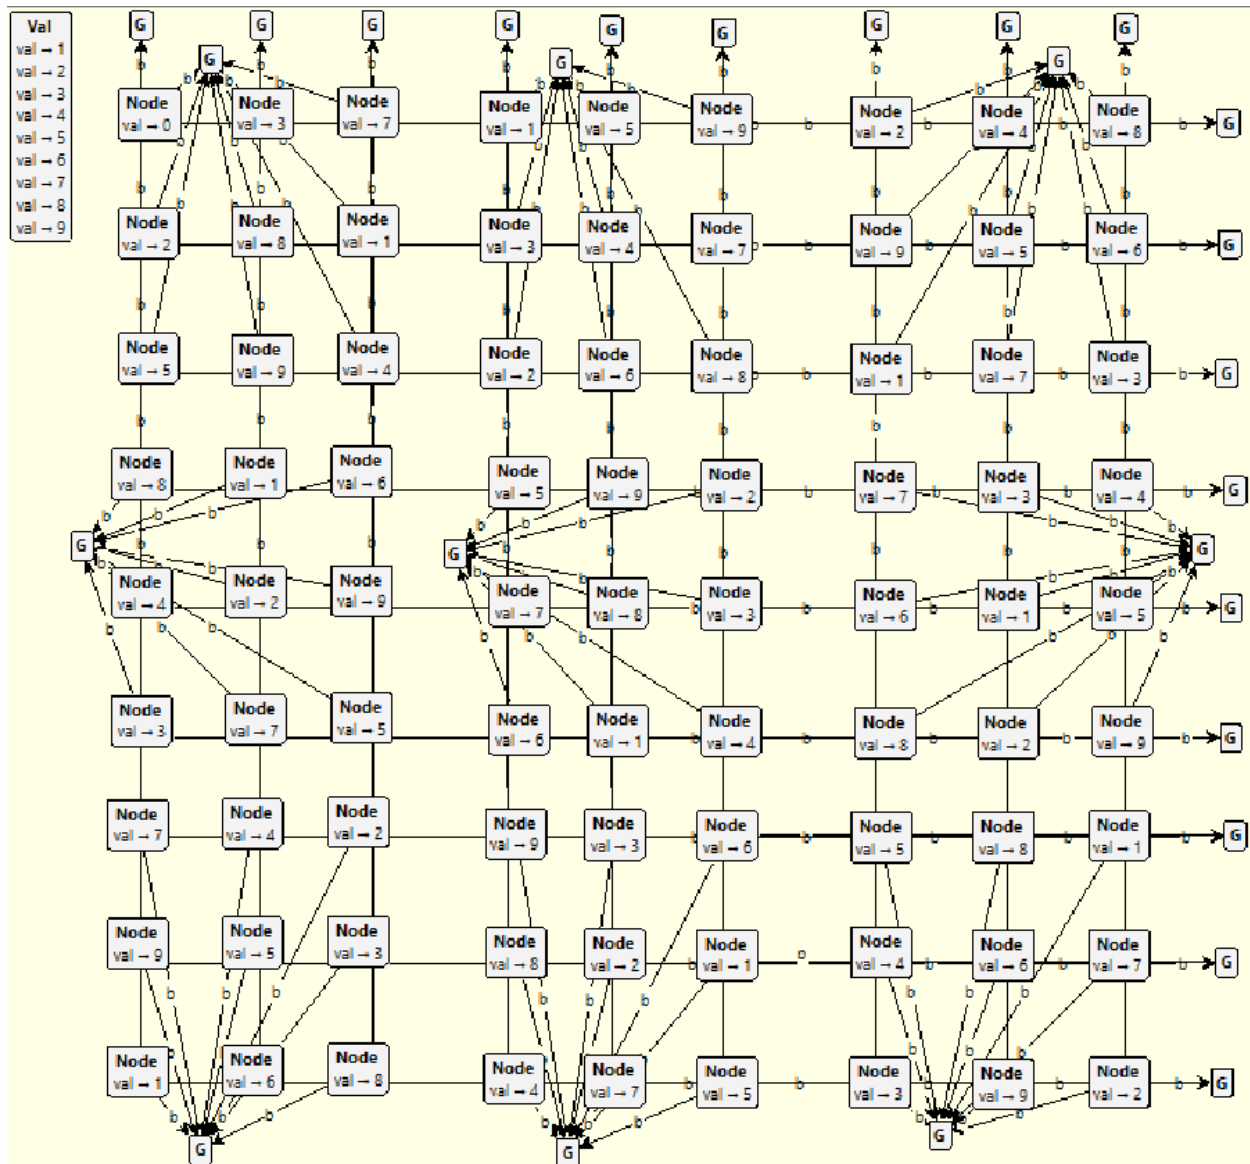 Val
val → 1
val → 2
val → 3
val → 4
val → 5
val → 6
val → 7
val → 8
val → 9
G G G G G G G G G
G G G
b b b b b b b b b
Node Node Node Node Node Node Node Node Node
val → 0 val → 3 val → 7 val → 1 val → 5 val → 9 val → 2 val → 4 val → 8
b b b b G
b b b b b b b b b
Node Node Node Node Node Node Node Node Node
val → 2 val → 8 val → 1 val → 3 val → 4 val → 7 val → 9 val → 5 val → 6
b b b b G
b b b b b b b b b
Node Node Node Node Node Node Node Node Node
val → 5 val → 9 val → 4 val → 2 val → 6 val → 8 val → 1 val → 7 val → 3
b b b b G
b b b b b b b b b
Node Node Node Node Node Node Node Node Node
val → 8 val → 1 val → 6 val → 5 val → 9 val → 2 val → 7 val → 3 val → 4
b b b b G
b b b b b b b b b
G G G
Node Node Node Node Node Node Node Node Node
val → 4 val → 2 val → 9 val → 7 val → 8 val → 3 val → 6 val → 1 val → 5
b b b b G
b b b b b b b
Node Node Node Node Node Node Node Node Node
val → 3 val → 7 val → 5 val → 6 val → 1 val → 4 val → 8 val → 2 val → 9
b b b b b G
Node Node Node Node Node Node Node Node Node
val → 7 val → 4 val → 2 val → 9 val → 3 val → 6 val → 5 val → 8 val → 1
b b b b G
Node Node Node Node Node Node Node Node Node
val → 9 val → 5 val → 3 val → 8 val → 2 val → 1 val → 4 val → 6 val → 7
b b b b b G
b b b b b b b b b
Node Node Node Node Node Node Node Node Node
val → 1 val → 6 val → 8 val → 4 val → 7 val → 5 val → 3 val → 9 val → 2
b b b b G
b b b b b b
G G G